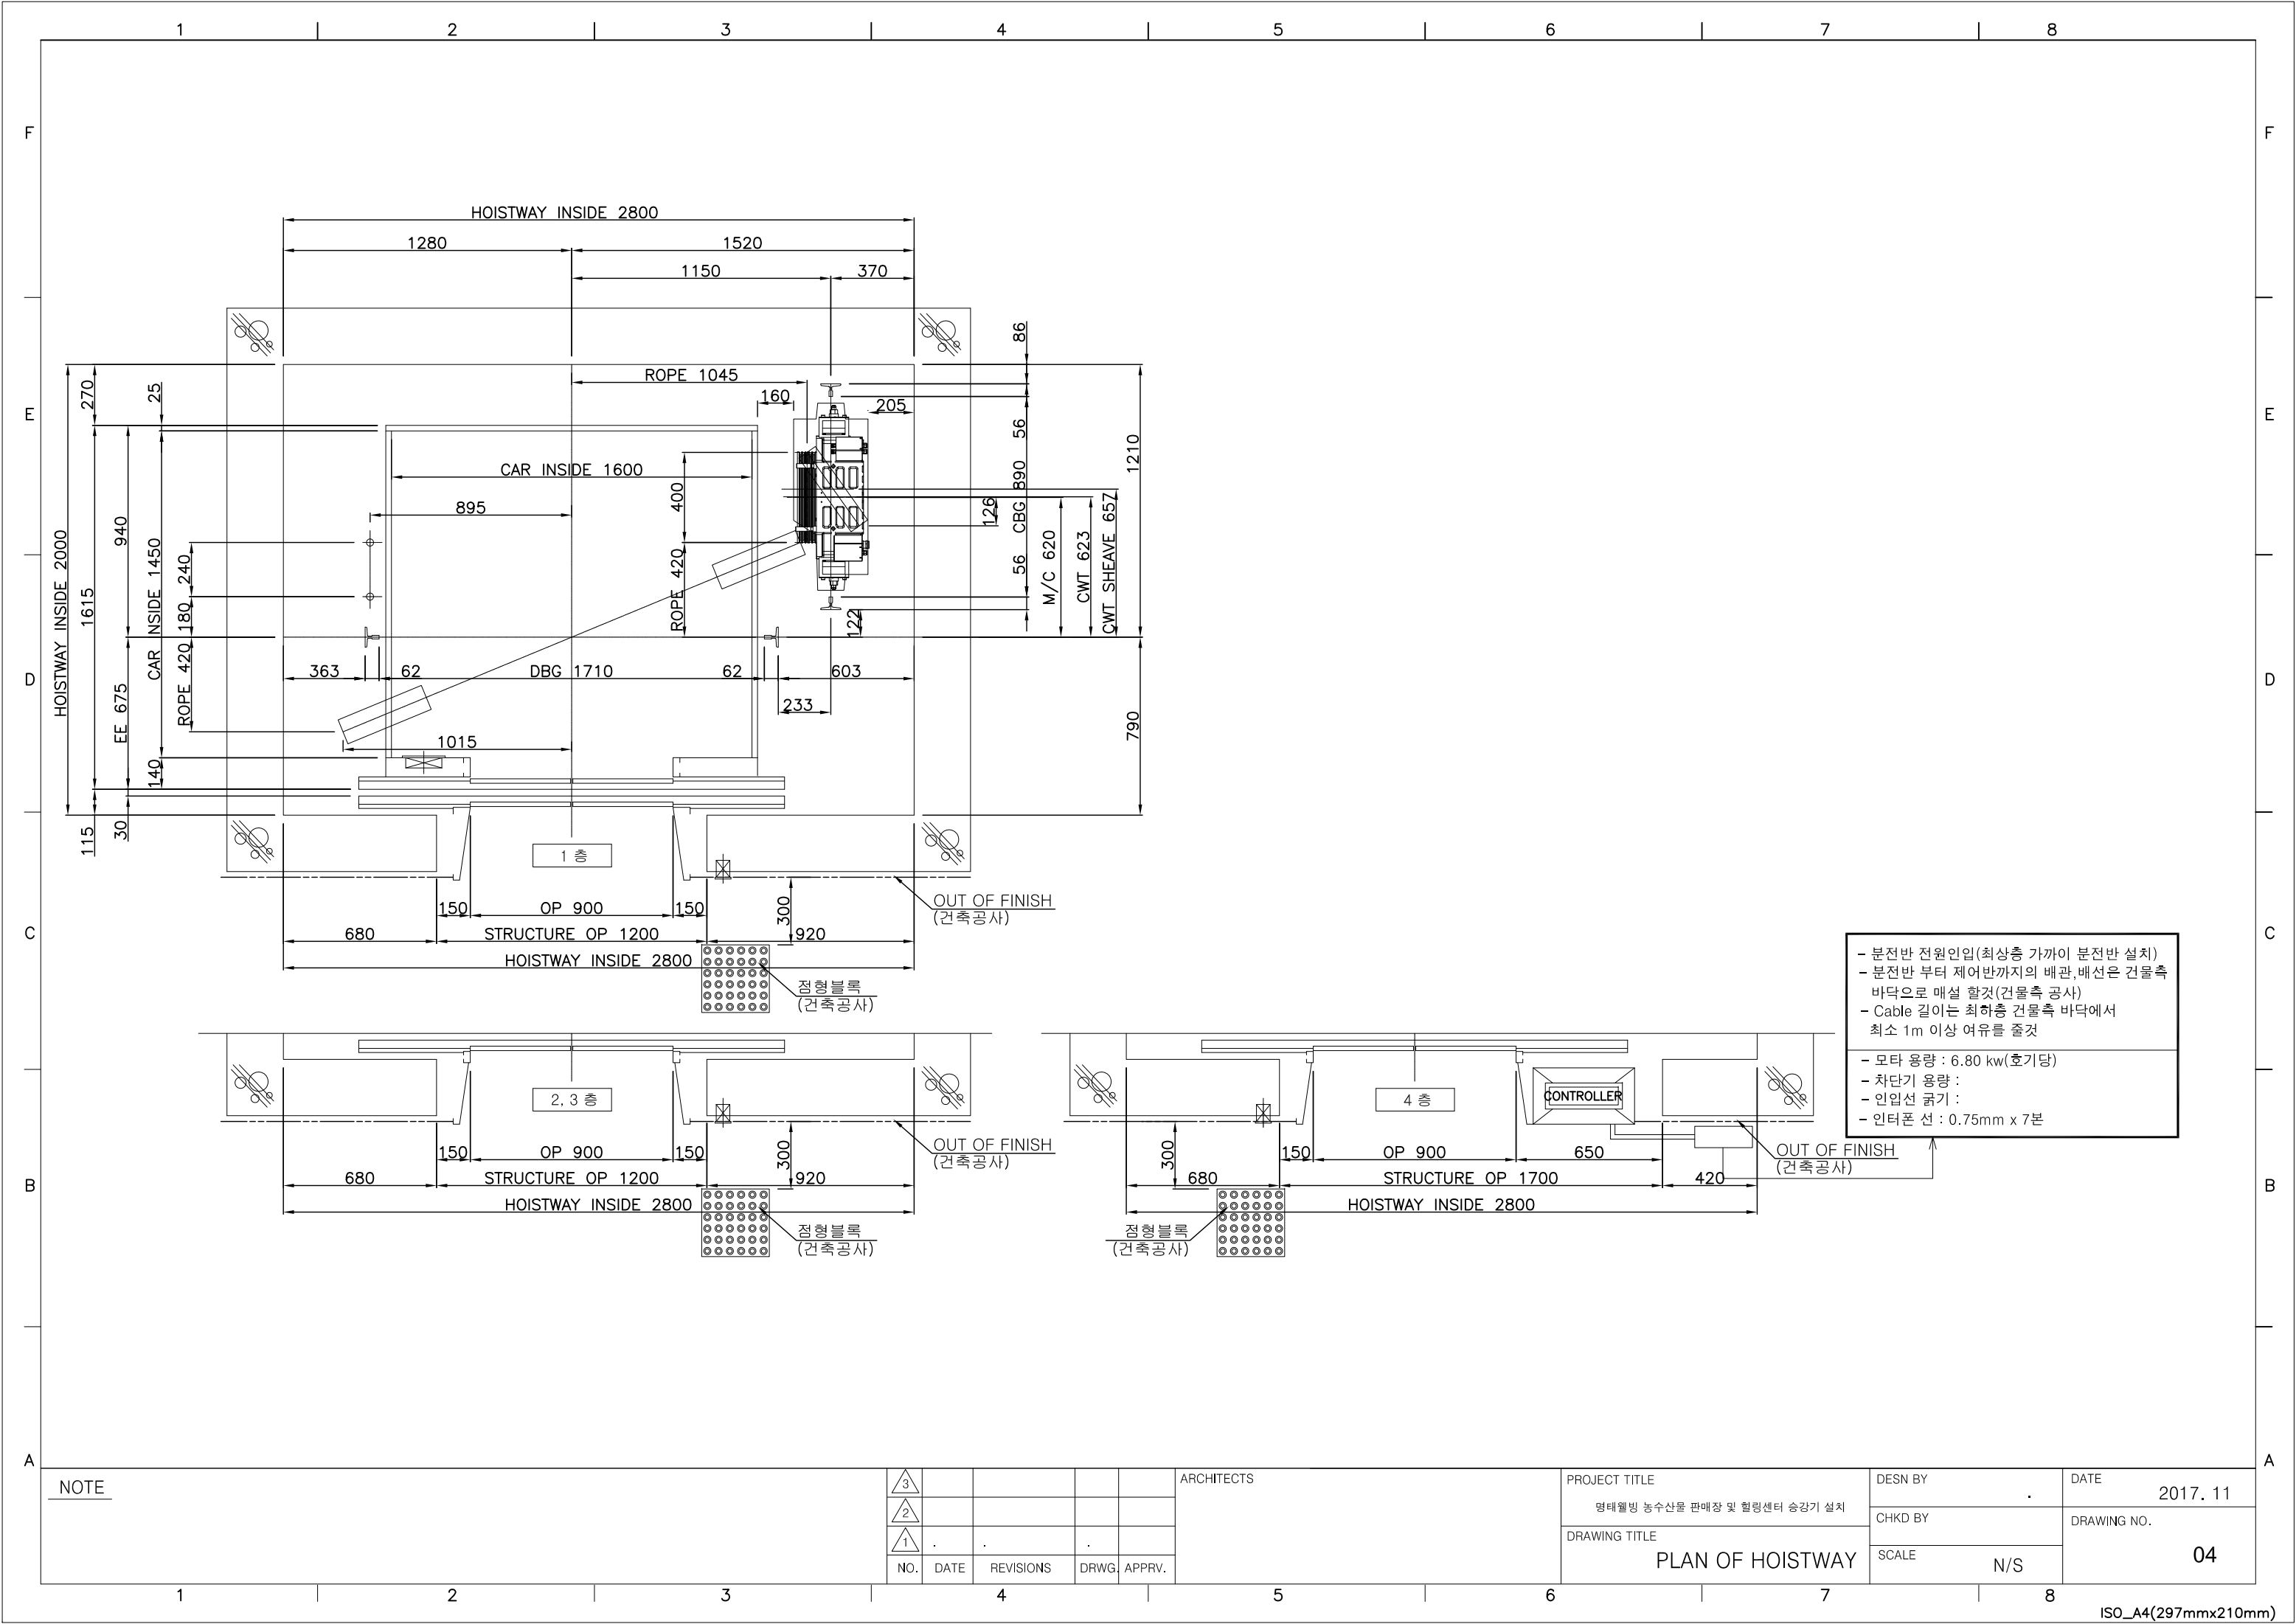 1 2 3 4 5 6 7 8
F F
E E
D D
C C
B B
A A
HOISTWAY INSIDE 2800
1280 1520
1150 370
86
270
25
ROPE 1045
160
205
56
CAR INSIDE 1600
1210
400
CBG 890
895
126
940
HOISTWAY INSIDE 2000
CAR INSIDE 1450
1615
240
ROPE 420
56
M/C 620
CWT 623
CWT SHEAVE 657
180
122
363 62 DBG 1710 62 603
ROPE 420
EE 675
233
790
1015
140
115
30
1 층
OUT OF FINISH
(건축공사)
150 OP 900 150
300
680 STRUCTURE OP 1200 920
HOISTWAY INSIDE 2800
점형블록
(건축공사)
2, 3 층
OUT OF FINISH
(건축공사)
150 OP 900 150
300
680 STRUCTURE OP 1200 920
HOISTWAY INSIDE 2800
점형블록
(건축공사)
4 층
CONTROLLER
OUT OF FINISH
(건축공사)
300
150 OP 900 650
680 STRUCTURE OP 1700 420
HOISTWAY INSIDE 2800
점형블록
(건축공사)
- 분전반 전원인입(최상층 가까이 분전반 설치)
- 분전반 부터 제어반까지의 배관,배선은 건물측
바닥으로 매설 할것(건물측 공사)
- Cable 길이는 최하층 건물측 바닥에서
최소 1m 이상 여유를 줄것
- 모타 용량 : 6.80 kw(호기당)
- 차단기 용량 :
- 인입선 굵기 :
- 인터폰 선 : 0.75mm x 7본
NOTE
3
2
1 . . .
NO. DATE REVISIONS DRWG. APPRV.
ARCHITECTS
PROJECT TITLE
명태웰빙 농수산물 판매장 및 힐링센터 승강기 설치
DRAWING TITLE
PLAN OF HOISTWAY
DESN BY .
CHKD BY
SCALE N/S
DATE
2017. 11
DRAWING NO.
04
1 2 3 4 5 6 7 8
ISO_A4(297mmx210mm)